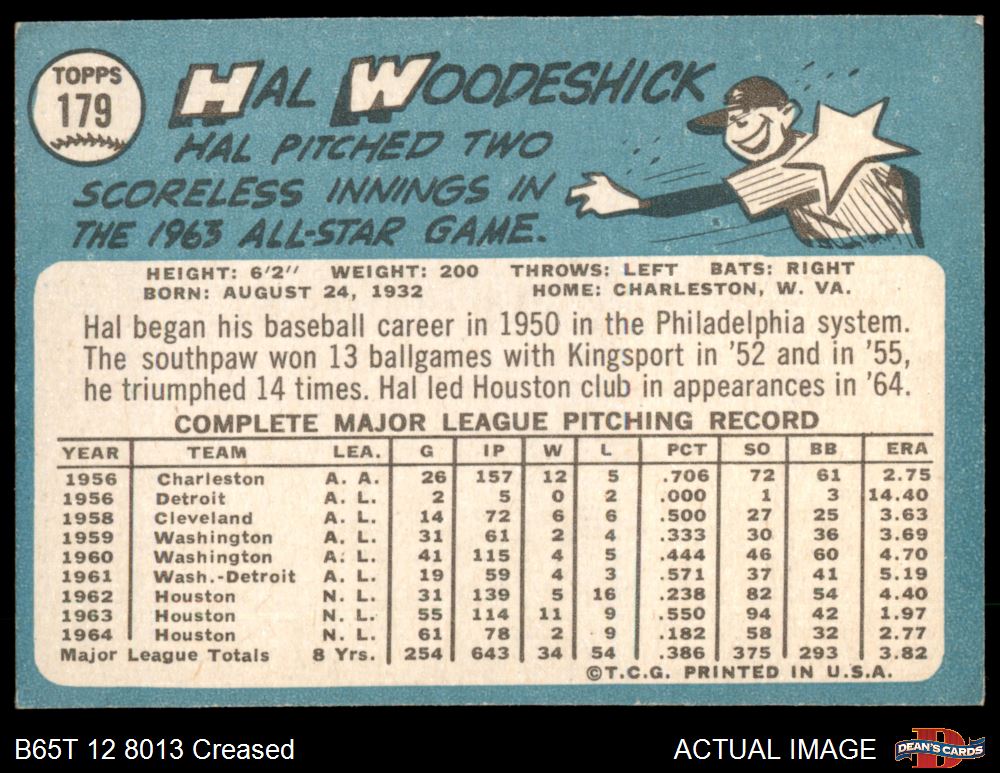 TOPPS
179
HAL WOODESHICK
HAL PITCHED TWO
SCORELESS INNINGS IN
THE 1963 ALL-STAR GAME.
HEIGHT: 6'2" WEIGHT: 200 THROWS: LEFT BATS: RIGHT
BORN: AUGUST 24, 1932 HOME: CHARLESTON, W. VA.
Hal began his baseball career in 1950 in the Philadelphia system.
The southpaw won 13 ballgames with Kingsport in '52 and in '55,
he triumphed 14 times. Hal led Houston club in appearances in '64.
COMPLETE MAJOR LEAGUE PITCHING RECORD
YEAR TEAM LEA. G IP W L PCT SO BB ERA
1956 Charleston A. A. 26 157 12 5 .706 72 61 2.75
1956 Detroit A. L. 2 5 0 2 .000 1 3 14.40
1958 Cleveland A. L. 14 72 6 6 .500 27 25 3.63
1959 Washington A. L. 31 61 2 4 .333 30 36 3.69
1960 Washington A. L. 41 115 4 5 .444 46 60 4.70
1961 Wash.-Detroit A. L. 19 59 4 3 .571 37 41 5.19
1962 Houston N. L. 31 139 5 16 .238 82 54 4.40
1963 Houston N. L. 55 114 11 9 .550 94 42 1.97
1964 Houston N. L. 61 78 2 9 .182 58 32 2.77
Major League Totals 8 Yrs. 254 643 34 54 .386 375 293 3.82
©T.C.G. PRINTED IN U.S.A.
B65T 12 8013 Creased
ACTUAL IMAGE
D
DEAN'S CARDS